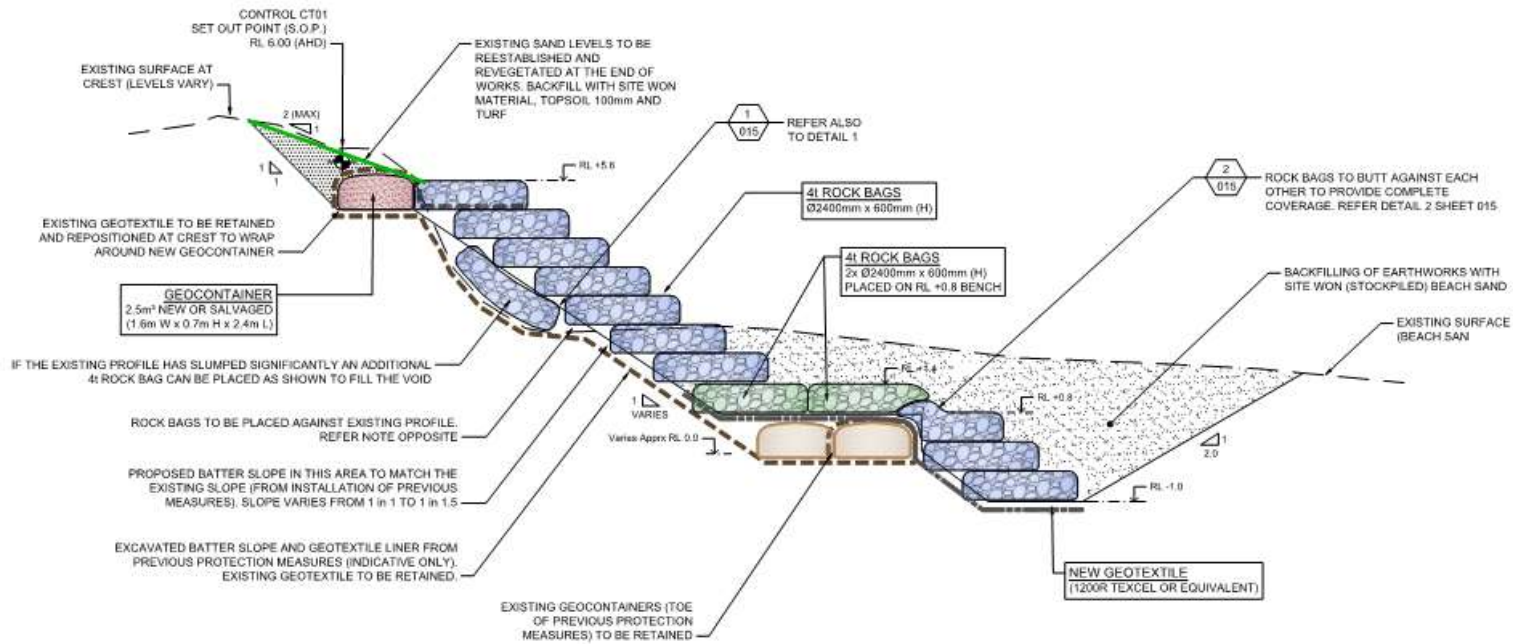 CONTROL CT01
SET OUT POINT (S.O.P.)
RL 6.00 (AHD)
EXISTING SURFACE AT
CREST (LEVELS VARY)
EXISTING SAND LEVELS TO BE
REESTABLISHED AND
REVEGETATED AT THE END OF
WORKS. BACKFILL WITH SITE WON
MATERIAL, TOPSOIL 100mm AND
TURF
2 (MAX)
1
1
1
1
015
REFER ALSO
TO DETAIL 1
RL +5.6
2
015
ROCK BAGS TO BUTT AGAINST EACH
OTHER TO PROVIDE COMPLETE
COVERAGE. REFER DETAIL 2 SHEET 015
4t ROCK BAGS
Ø2400mm x 600mm (H)
EXISTING GEOTEXTILE TO BE RETAINED
AND REPOSITIONED AT CREST TO WRAP
AROUND NEW GEOCONTAINER
4t ROCK BAGS
2x Ø2400mm x 600mm (H)
PLACED ON RL +0.8 BENCH
BACKFILLING OF EARTHWORKS WITH
SITE WON (STOCKPILED) BEACH SAND
GEOCONTAINER
2.5m³ NEW OR SALVAGED
(1.6m W x 0.7m H x 2.4m L)
EXISTING SURFACE
(BEACH SAN
IF THE EXISTING PROFILE HAS SLUMPED SIGNIFICANTLY AN ADDITIONAL
4t ROCK BAG CAN BE PLACED AS SHOWN TO FILL THE VOID
RL +1.4
1
VARIES
RL +0.8
ROCK BAGS TO BE PLACED AGAINST EXISTING PROFILE.
REFER NOTE OPPOSITE
Varies Apprx RL 0.0
1
2.0
PROPOSED BATTER SLOPE IN THIS AREA TO MATCH THE
EXISTING SLOPE (FROM INSTALLATION OF PREVIOUS
MEASURES). SLOPE VARIES FROM 1 in 1 TO 1 in 1.5
RL -1.0
EXCAVATED BATTER SLOPE AND GEOTEXTILE LINER FROM
PREVIOUS PROTECTION MEASURES (INDICATIVE ONLY).
EXISTING GEOTEXTILE TO BE RETAINED.
NEW GEOTEXTILE
(1200R TEXCEL OR EQUIVALENT)
EXISTING GEOCONTAINERS (TOE
OF PREVIOUS PROTECTION
MEASURES) TO BE RETAINED